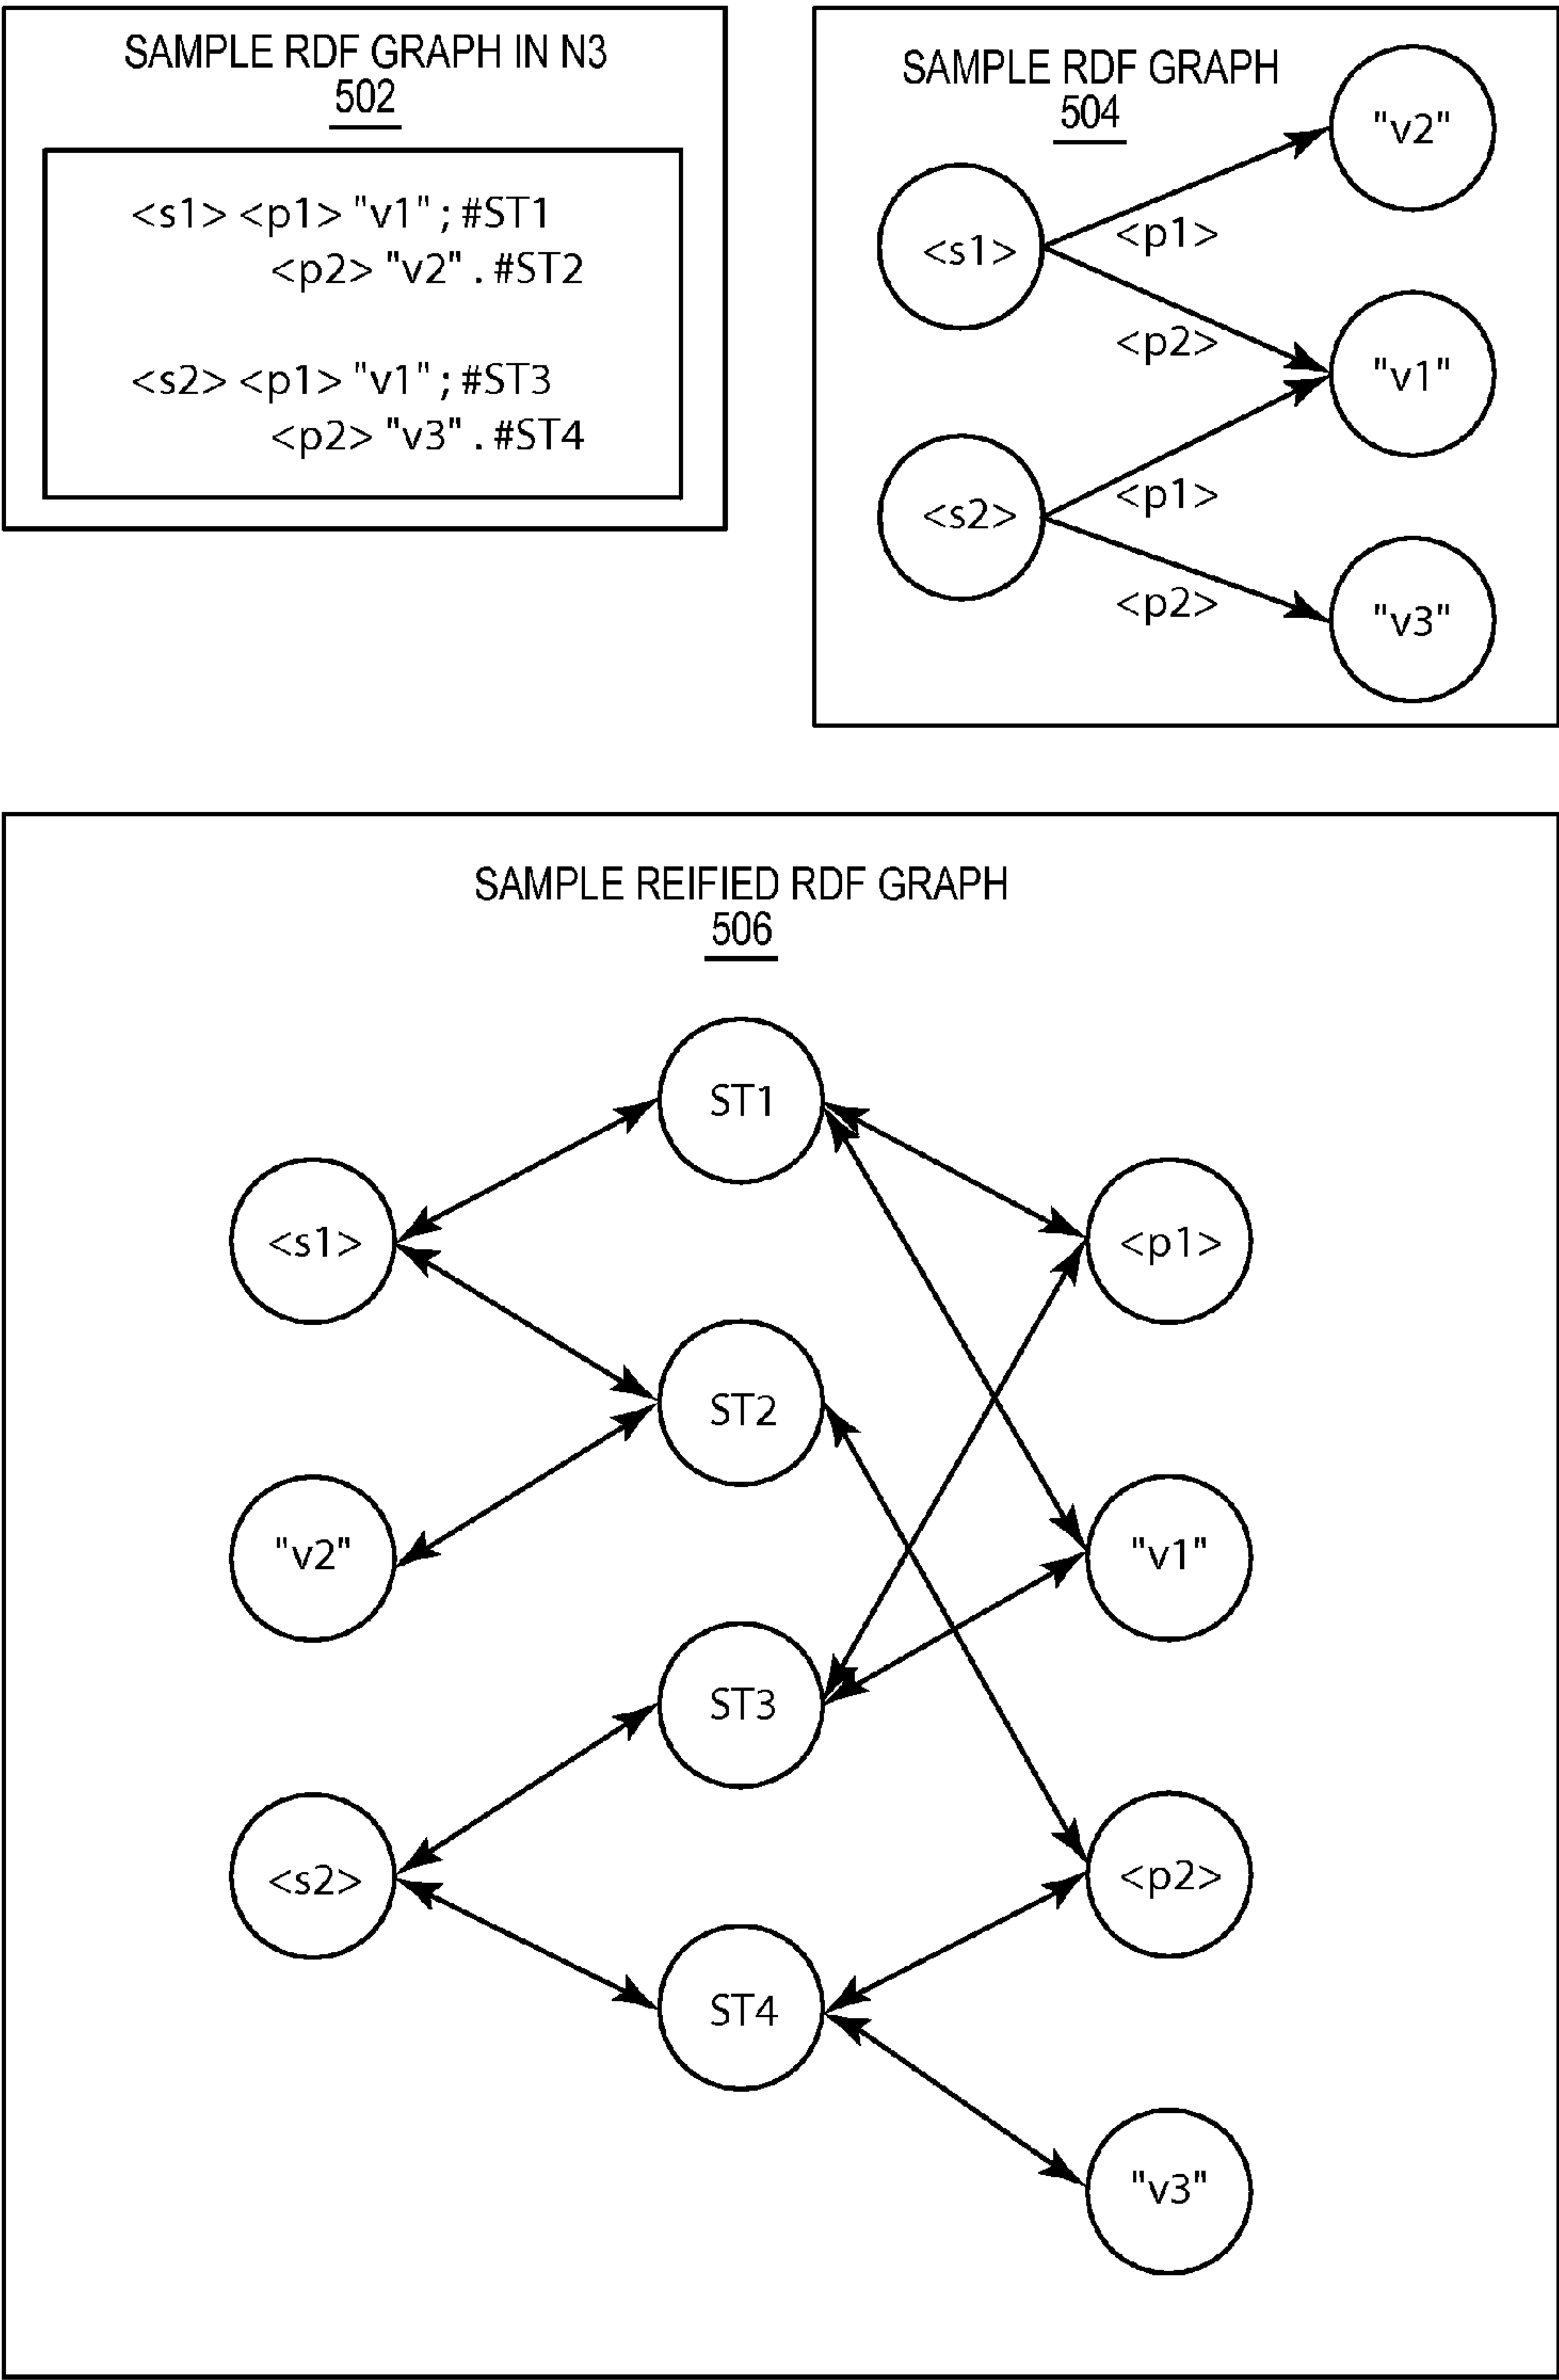 SAMPLE RDF GRAPH IN N3
502
<s1> <p1> "v1" ; #ST1
<p2> "v2" . #ST2
<s2> <p1> "v1" ; #ST3
<p2> "v3" . #ST4
SAMPLE RDF GRAPH
504
"v2"
<s1>
<p1>
<p2>
"v1"
<s2>
<p1>
<p2>
"v3"
SAMPLE REIFIED RDF GRAPH
506
ST1
<s1>
<p1>
ST2
"v2"
"v1"
ST3
<s2>
<p2>
ST4
"v3"